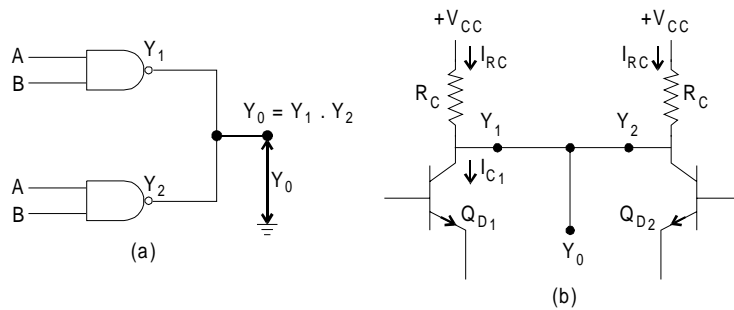 A
B
Y1
Y0 = Y1 . Y2
Y0
A
B
Y2
(a)
+VCC
+VCC
IRC
IRC
RC
RC
Y1
Y2
IC1
QD1
QD2
Y0
(b)